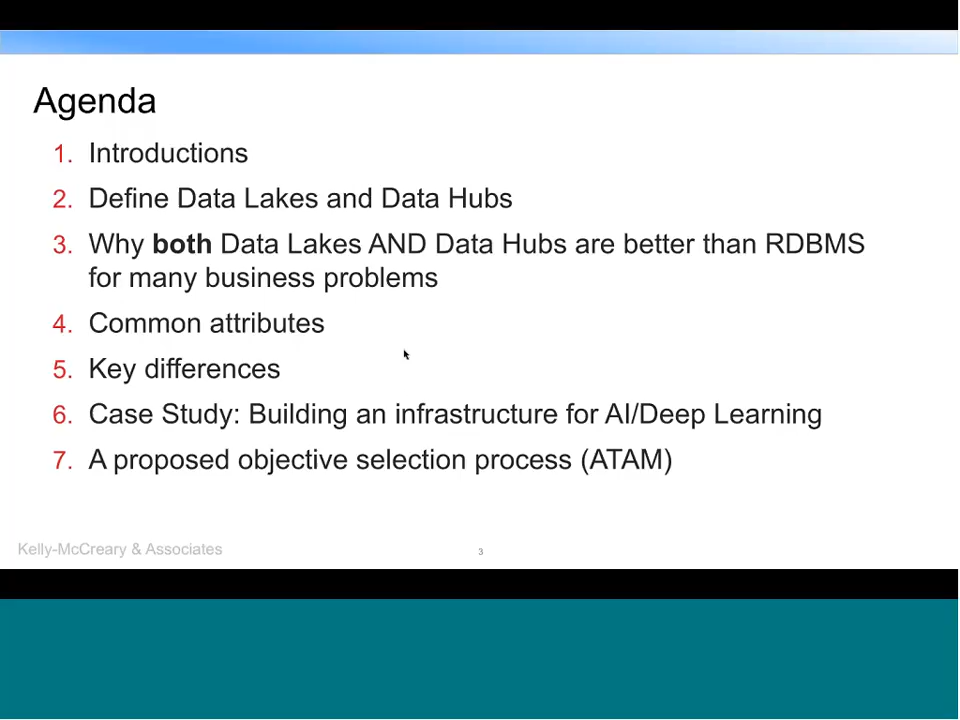 Agenda
1. Introductions
2. Define Data Lakes and Data Hubs
3. Why both Data Lakes AND Data Hubs are better than RDBMS
for many business problems
4. Common attributes
5. Key differences
6. Case Study: Building an infrastructure for AI/Deep Learning
7. A proposed objective selection process (ATAM)
Kelly-McCreary & Associates
3